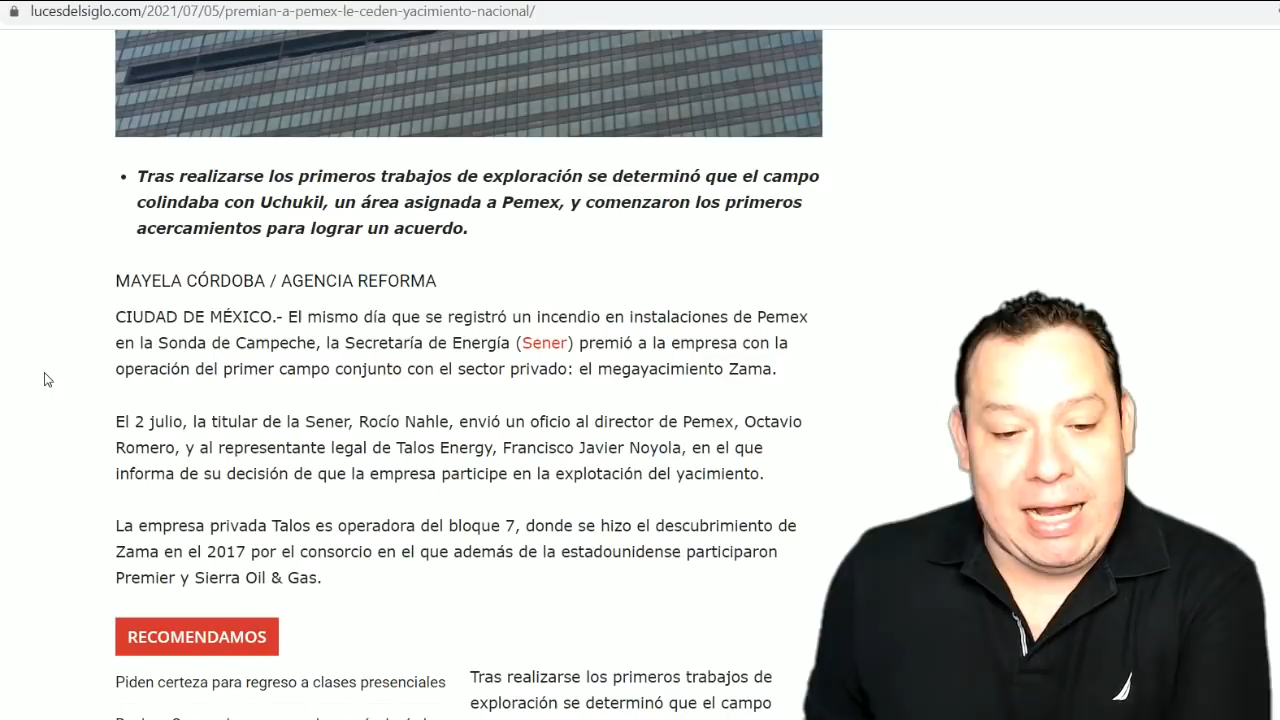 lucesdelsiglo.com/2021/07/05/premian-a-pemex-le-ceden-yacimiento-nacional/
• Tras realizarse los primeros trabajos de exploración se determinó que el campo
colindaba con Uchukil, un área asignada a Pemex, y comenzaron los primeros
acercamientos para lograr un acuerdo.
MAYELA CÓRDOBA / AGENCIA REFORMA
CIUDAD DE MÉXICO.- El mismo día que se registró un incendio en instalaciones de Pemex
en la Sonda de Campeche, la Secretaría de Energía (Sener) premió a la empresa con la
operación del primer campo conjunto con el sector privado: el megayacimiento Zama.
El 2 julio, la titular de la Sener, Rocío Nahle, envió un oficio al director de Pemex, Octavio
Romero, y al representante legal de Talos Energy, Francisco Javier Noyola, en el que
informa de su decisión de que la empresa participe en la explotación del yacimiento.
La empresa privada Talos es operadora del bloque 7, donde se hizo el descubrimiento de
Zama en el 2017 por el consorcio en el que además de la estadounidense participaron
Premier y Sierra Oil & Gas.
RECOMENDAMOS
Piden certeza para regreso a clases presenciales
Tras realizarse los primeros trabajos de
exploración se determinó que el campo